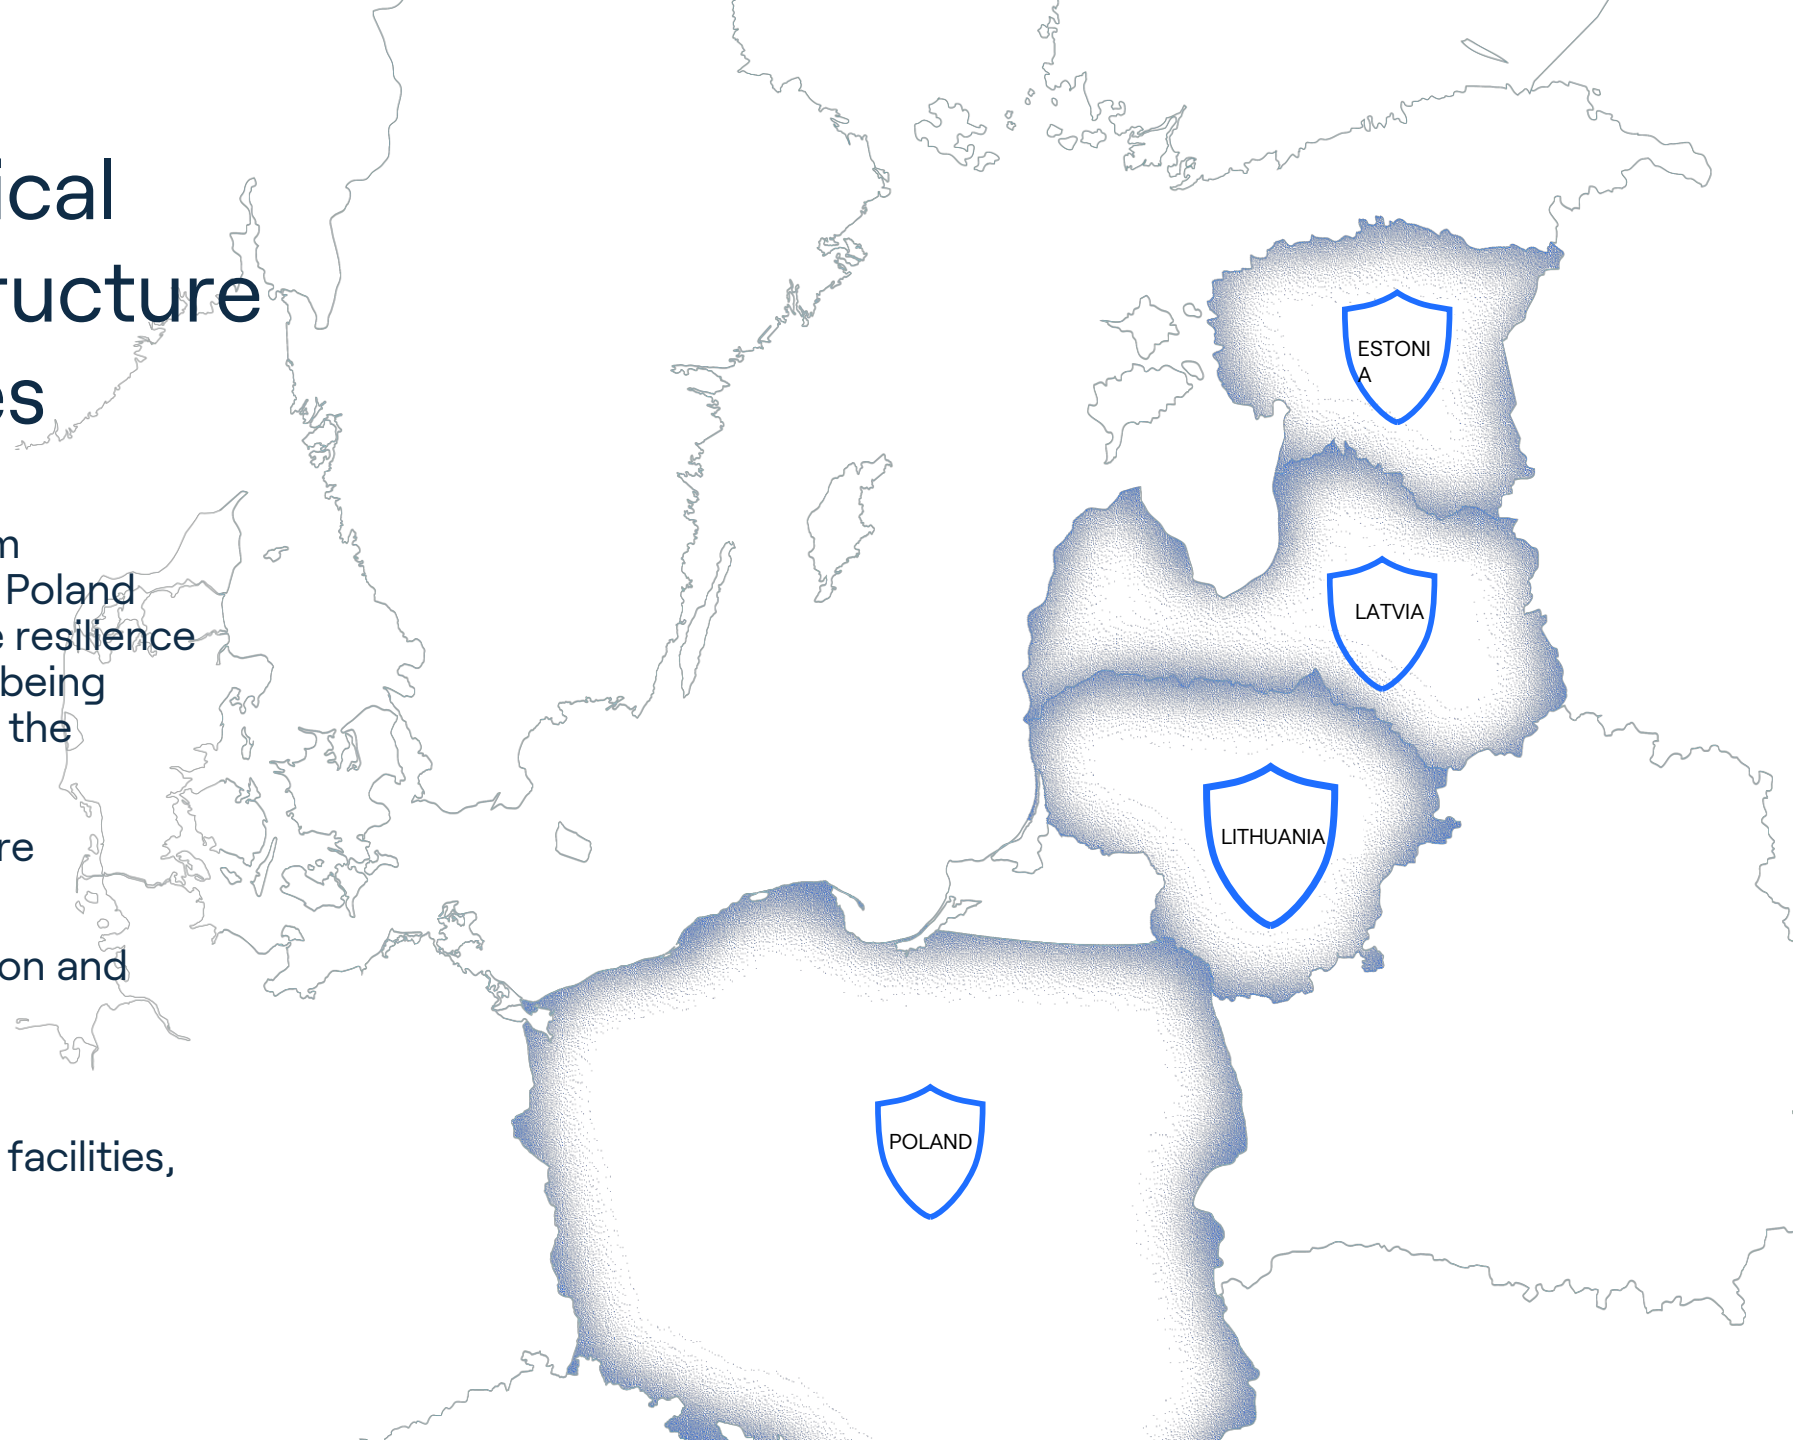 ical
ructure
es
m
Poland
e resilience
being
the
re
on and
facilities,
ESTONI
A
LATVIA
LITHUANIA
POLAND